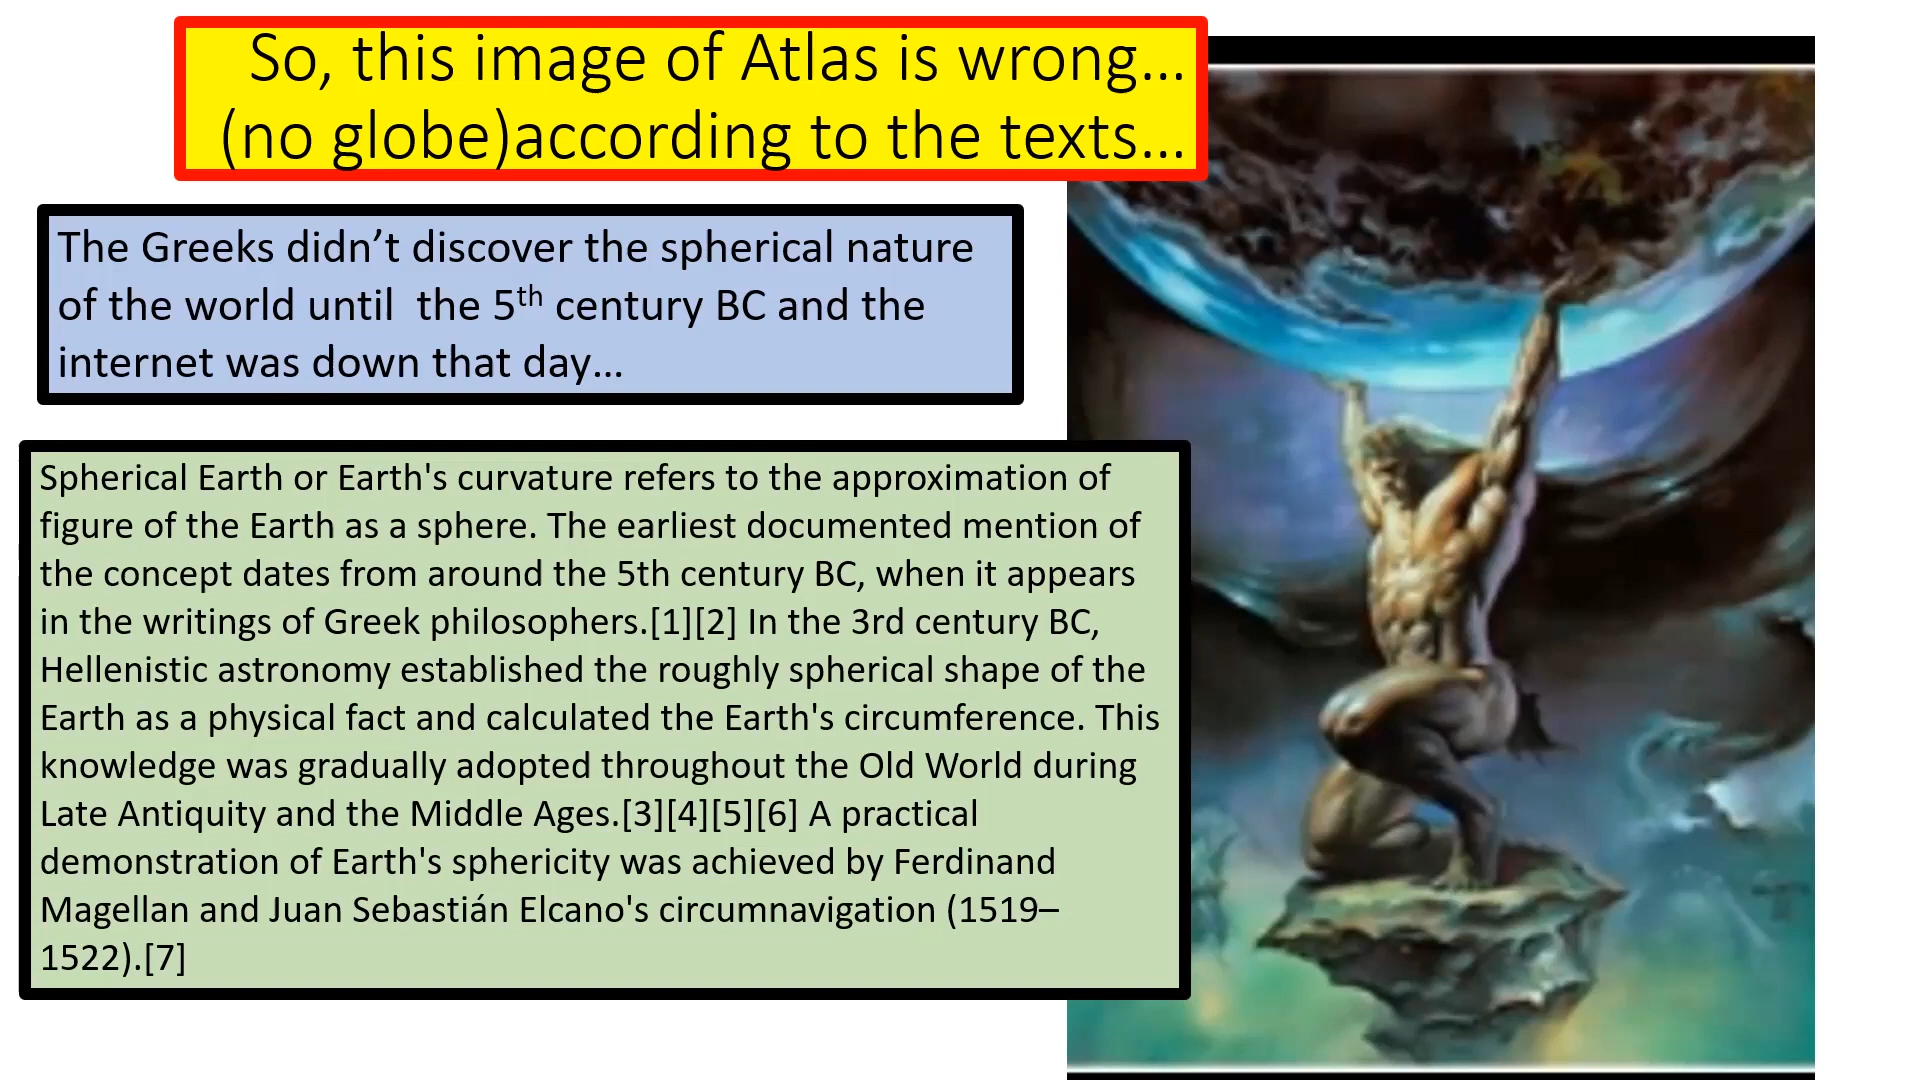 So, this image of Atlas is wrong...
(no globe)according to the texts...
The Greeks didn’t discover the spherical nature
of the world until  the 5th century BC and the
internet was down that day...
Spherical Earth or Earth's curvature refers to the approximation of
figure of the Earth as a sphere. The earliest documented mention of
the concept dates from around the 5th century BC, when it appears
in the writings of Greek philosophers.[1][2] In the 3rd century BC,
Hellenistic astronomy established the roughly spherical shape of the
Earth as a physical fact and calculated the Earth's circumference. This
knowledge was gradually adopted throughout the Old World during
Late Antiquity and the Middle Ages.[3][4][5][6] A practical
demonstration of Earth's sphericity was achieved by Ferdinand
Magellan and Juan Sebastián Elcano's circumnavigation (1519–
1522).[7]